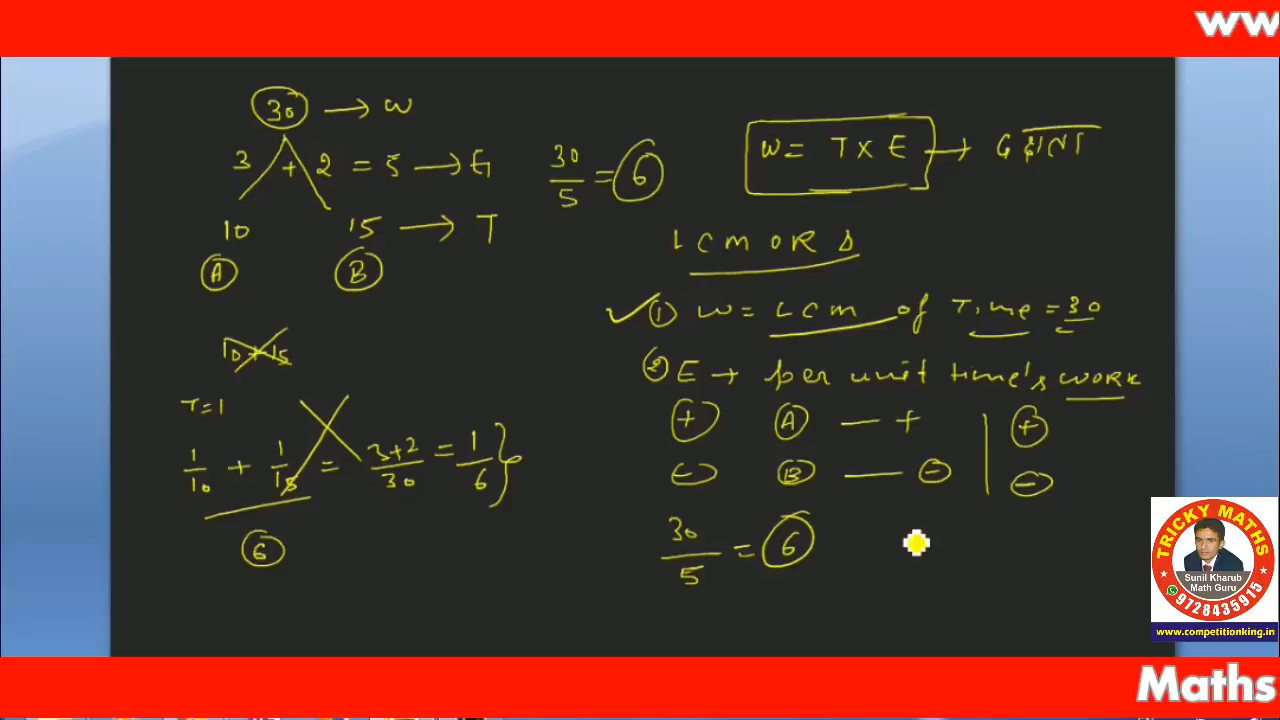 ww
30 → W
3 + 2 = 5 → E
10 15 → T
A B
30/5 = 6
W = T × E →
LCM OR S
① W = LCM of Time = 30
② E → per unit time's work
+ A — + | +
- B — - | -
30/5 = 6
10 + 15
T = 1
1/10 + 1/15 = 3+2/30 = 1/6
6
TRICKY MATHS
Sunil Kharub
Math Guru
9728435915
www.competitionking.in
Maths